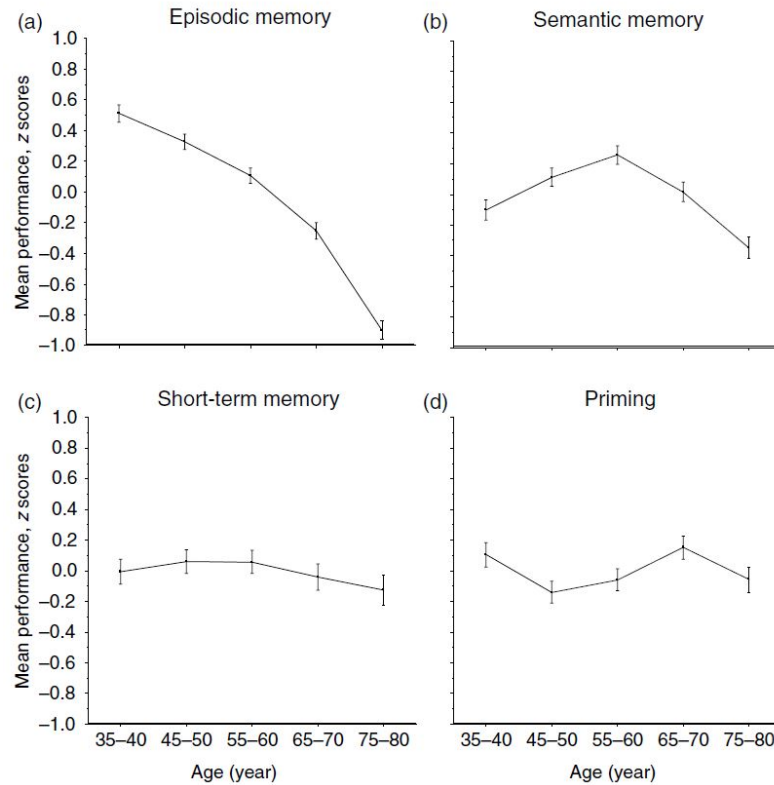 (a) Episodic memory
(b) Semantic memory
Mean performance, z scores
1.0
0.8
0.6
0.4
0.2
0.0
–0.2
–0.4
–0.6
–0.8
–1.0
(c) Short-term memory
(d) Priming
Mean performance, z scores
1.0
0.8
0.6
0.4
0.2
0.0
–0.2
–0.4
–0.6
–0.8
–1.0
35–40 45–50 55–60 65–70 75–80
Age (year)
35–40 45–50 55–60 65–70 75–80
Age (year)